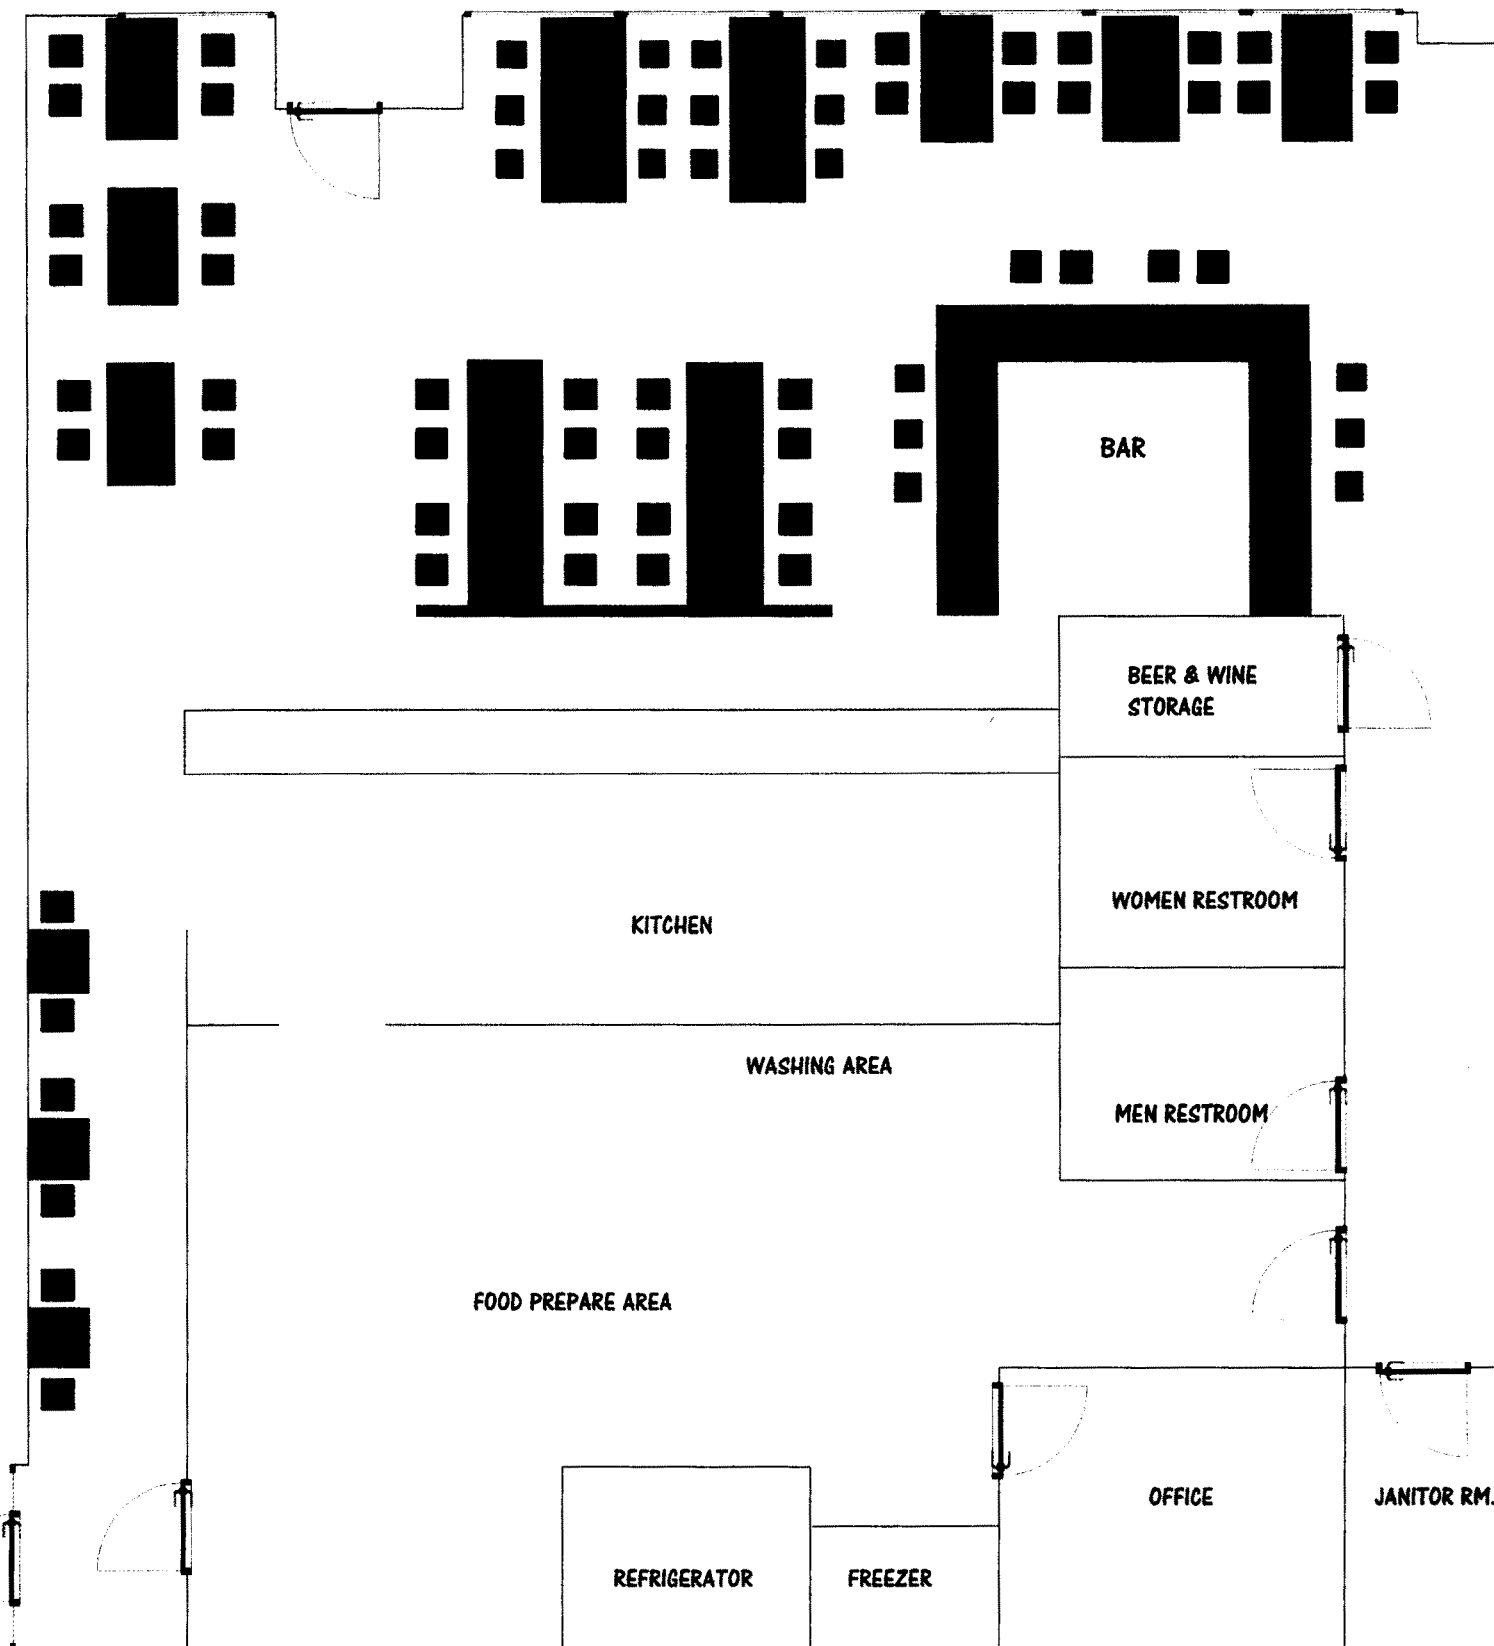 BAR
BEER & WINE
STORAGE
WOMEN RESTROOM
KITCHEN
WASHING AREA
MEN RESTROOM
FOOD PREPARE AREA
OFFICE
JANITOR RM.
REFRIGERATOR
FREEZER